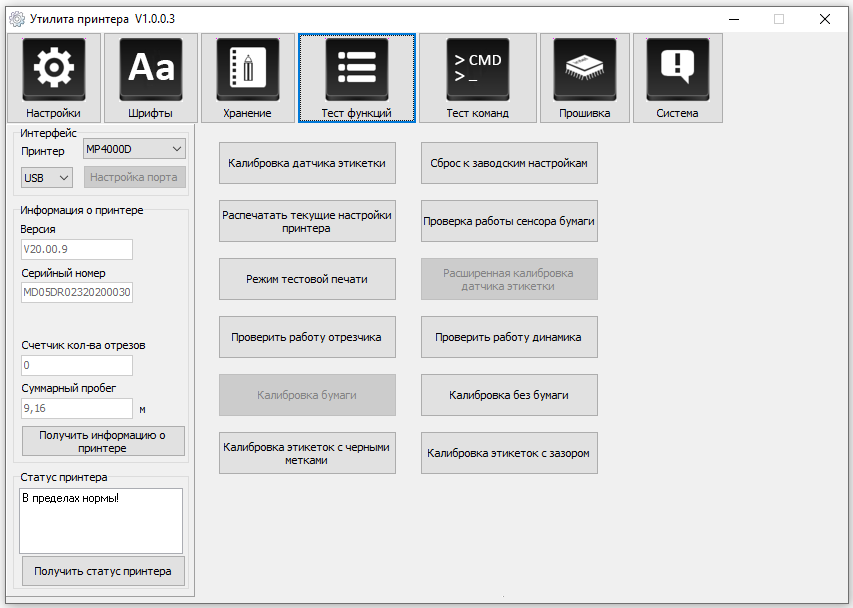 Утилита принтера V1.0.0.3
Aa
> CMD
> _
Настройки
Шрифты
Хранение
Тест функций
Тест команд
Прошивка
Система
Интерфейс
Принтер
MP4000D
USB
Настройка порта
Информация о принтере
Версия
V20.00.9
Серийный номер
MD05DR02320200030
Счетчик кол-ва отрезов
0
Суммарный пробег
9,16
м
Получить информацию о
принтере
Статус принтера
В пределах нормы!
Получить статус принтера
Калибровка датчика этикетки
Сброс к заводским настройкам
Распечатать текущие настройки
принтера
Проверка работы сенсора бумаги
Режим тестовой печати
Расширенная калибровка
датчика этикетки
Проверить работу отрезчика
Проверить работу динамика
Калибровка бумаги
Калибровка без бумаги
Калибровка этикеток с черными
метками
Калибровка этикеток с зазором